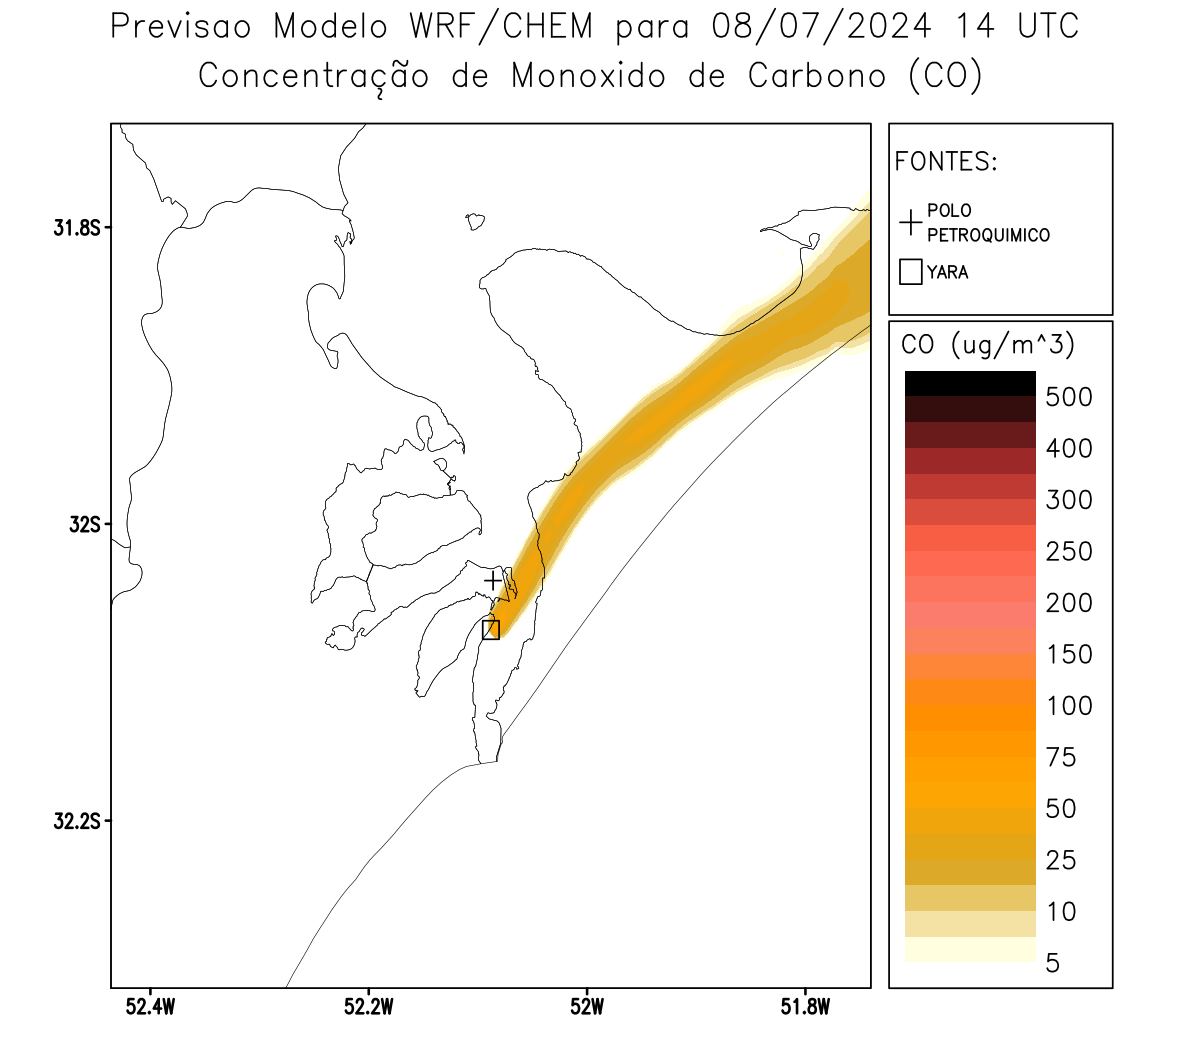 Previsao Modelo WRF/CHEM para 08/07/2024 14 UTC
Concentração de Monoxido de Carbono (CO)
31.8S
32S
32.2S
52.4W
52.2W
52W
51.8W
FONTES:
POLO
PETROQUIMICO
YARA
CO (ug/m^3)
500
400
300
250
200
150
100
75
50
25
10
5